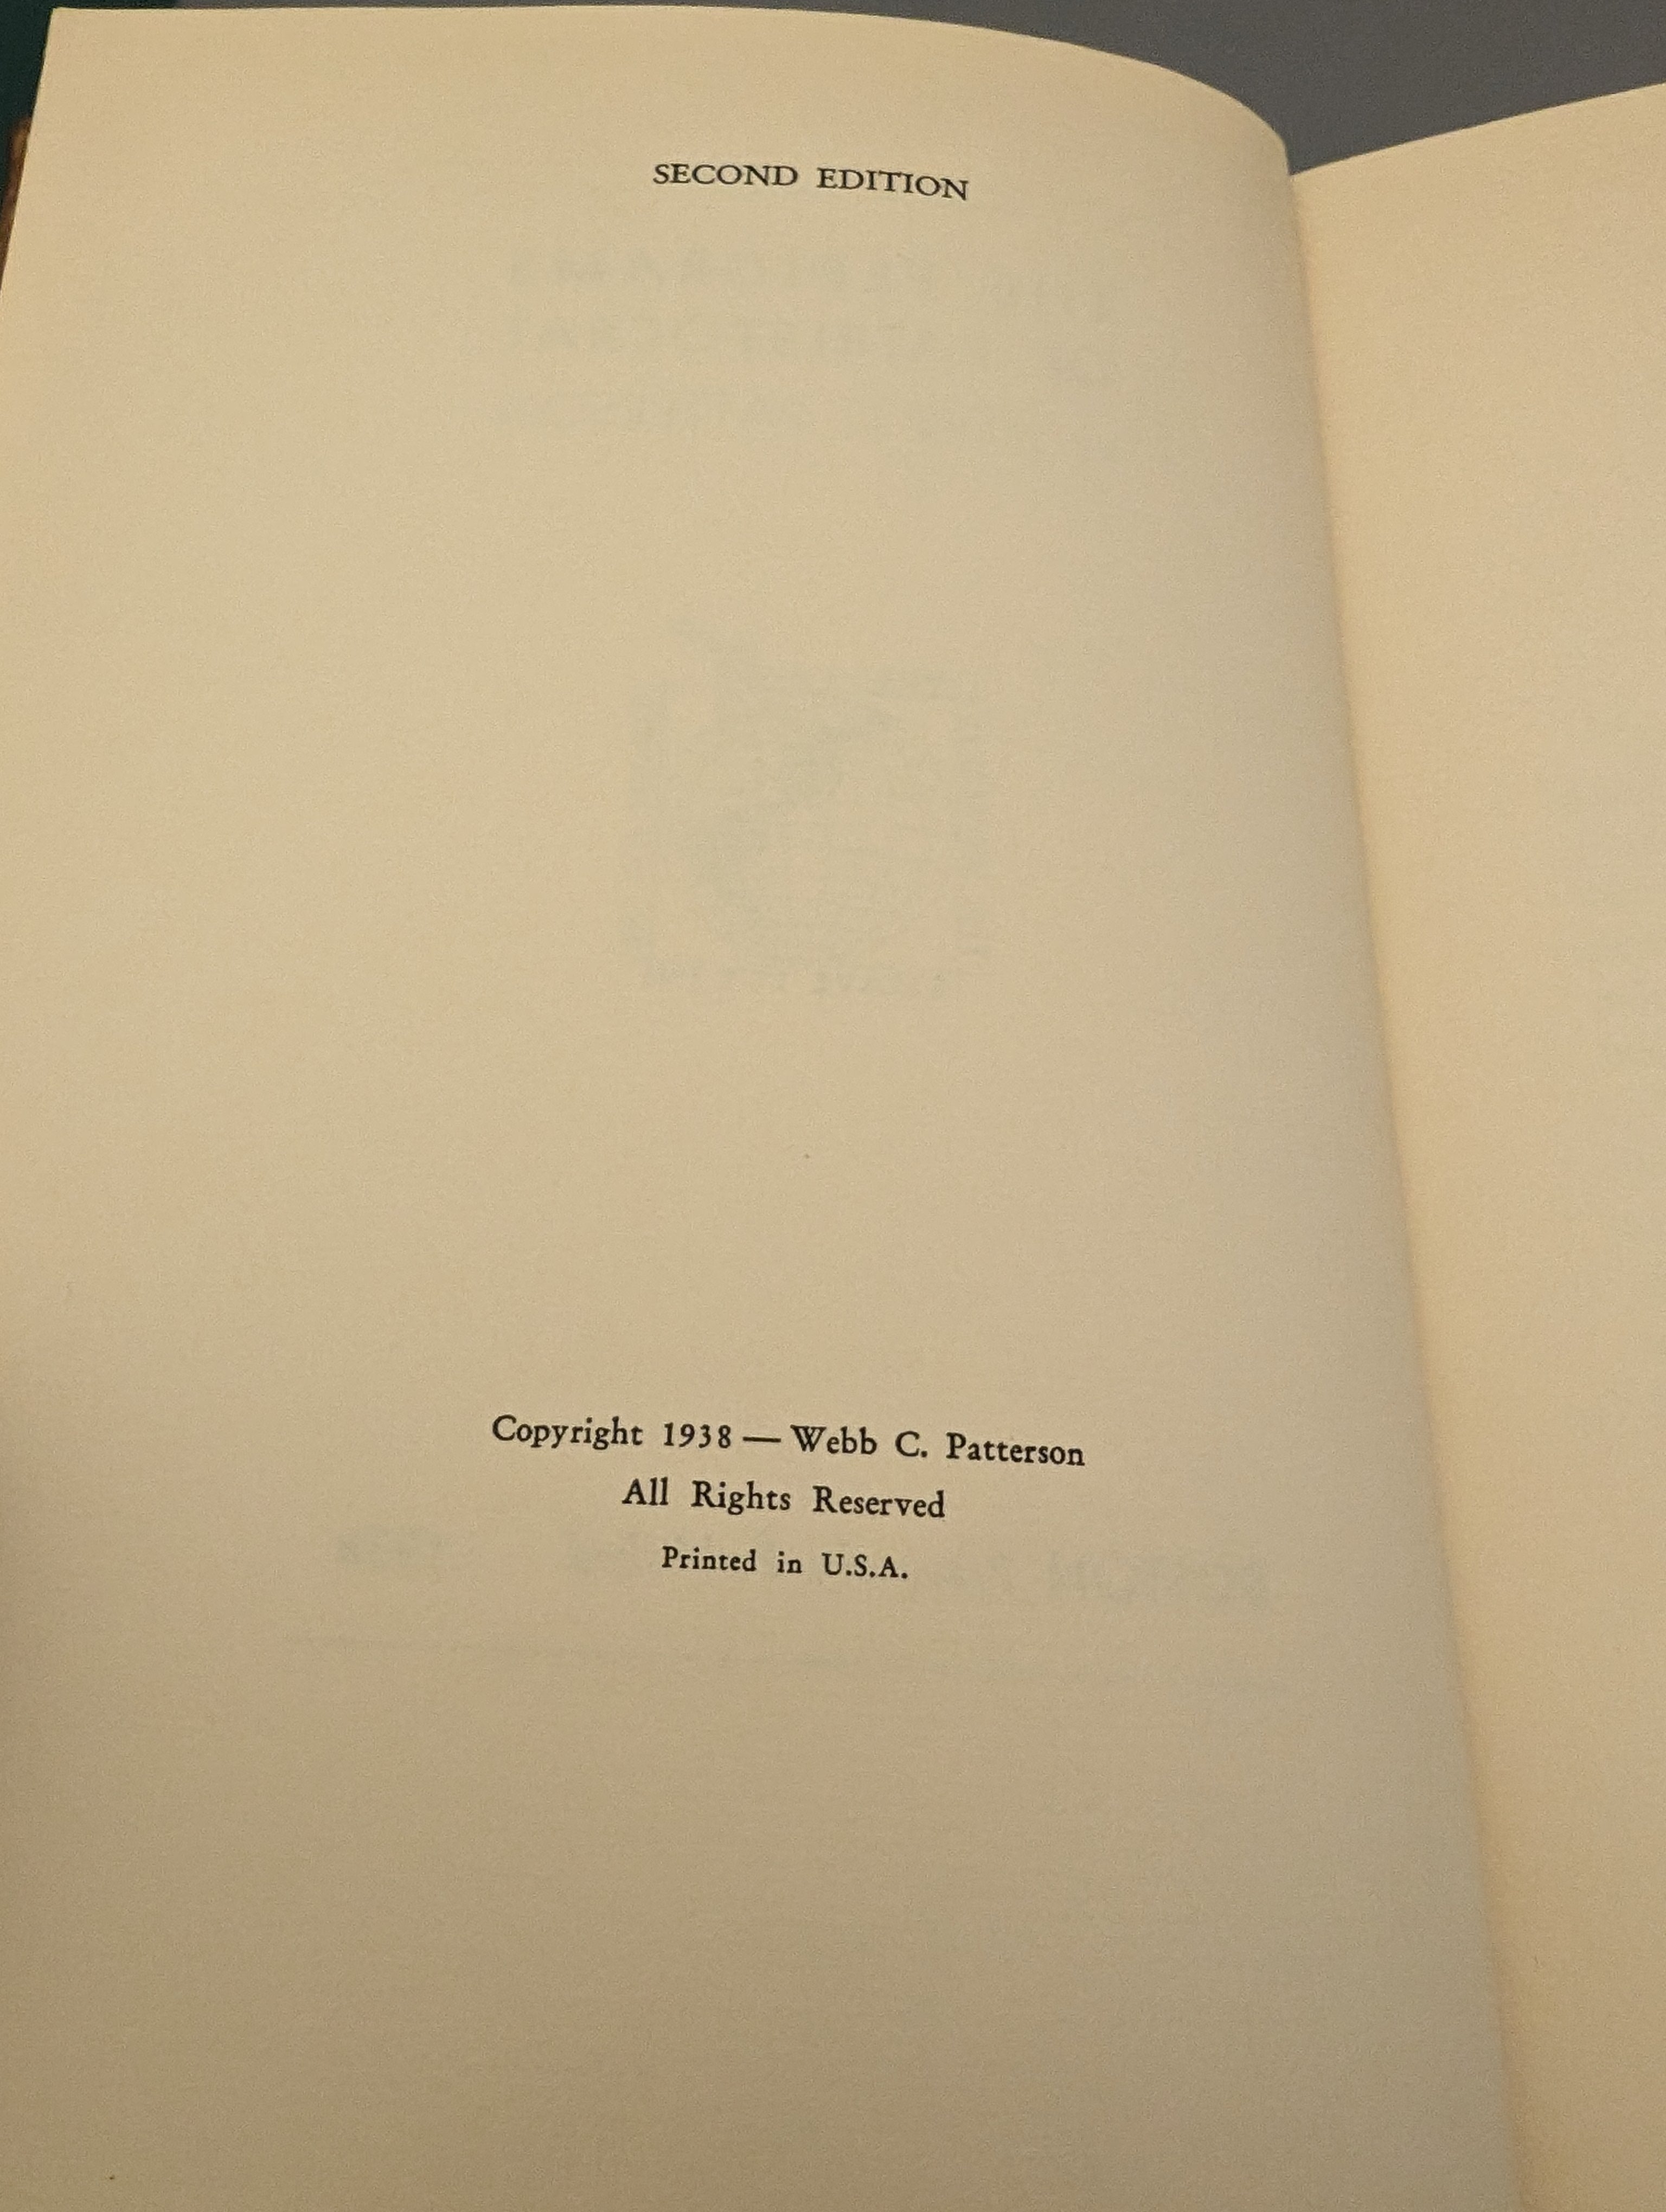 SECOND EDITION
Copyright 1938 — Webb C. Patterson
All Rights Reserved
Printed in U.S.A.